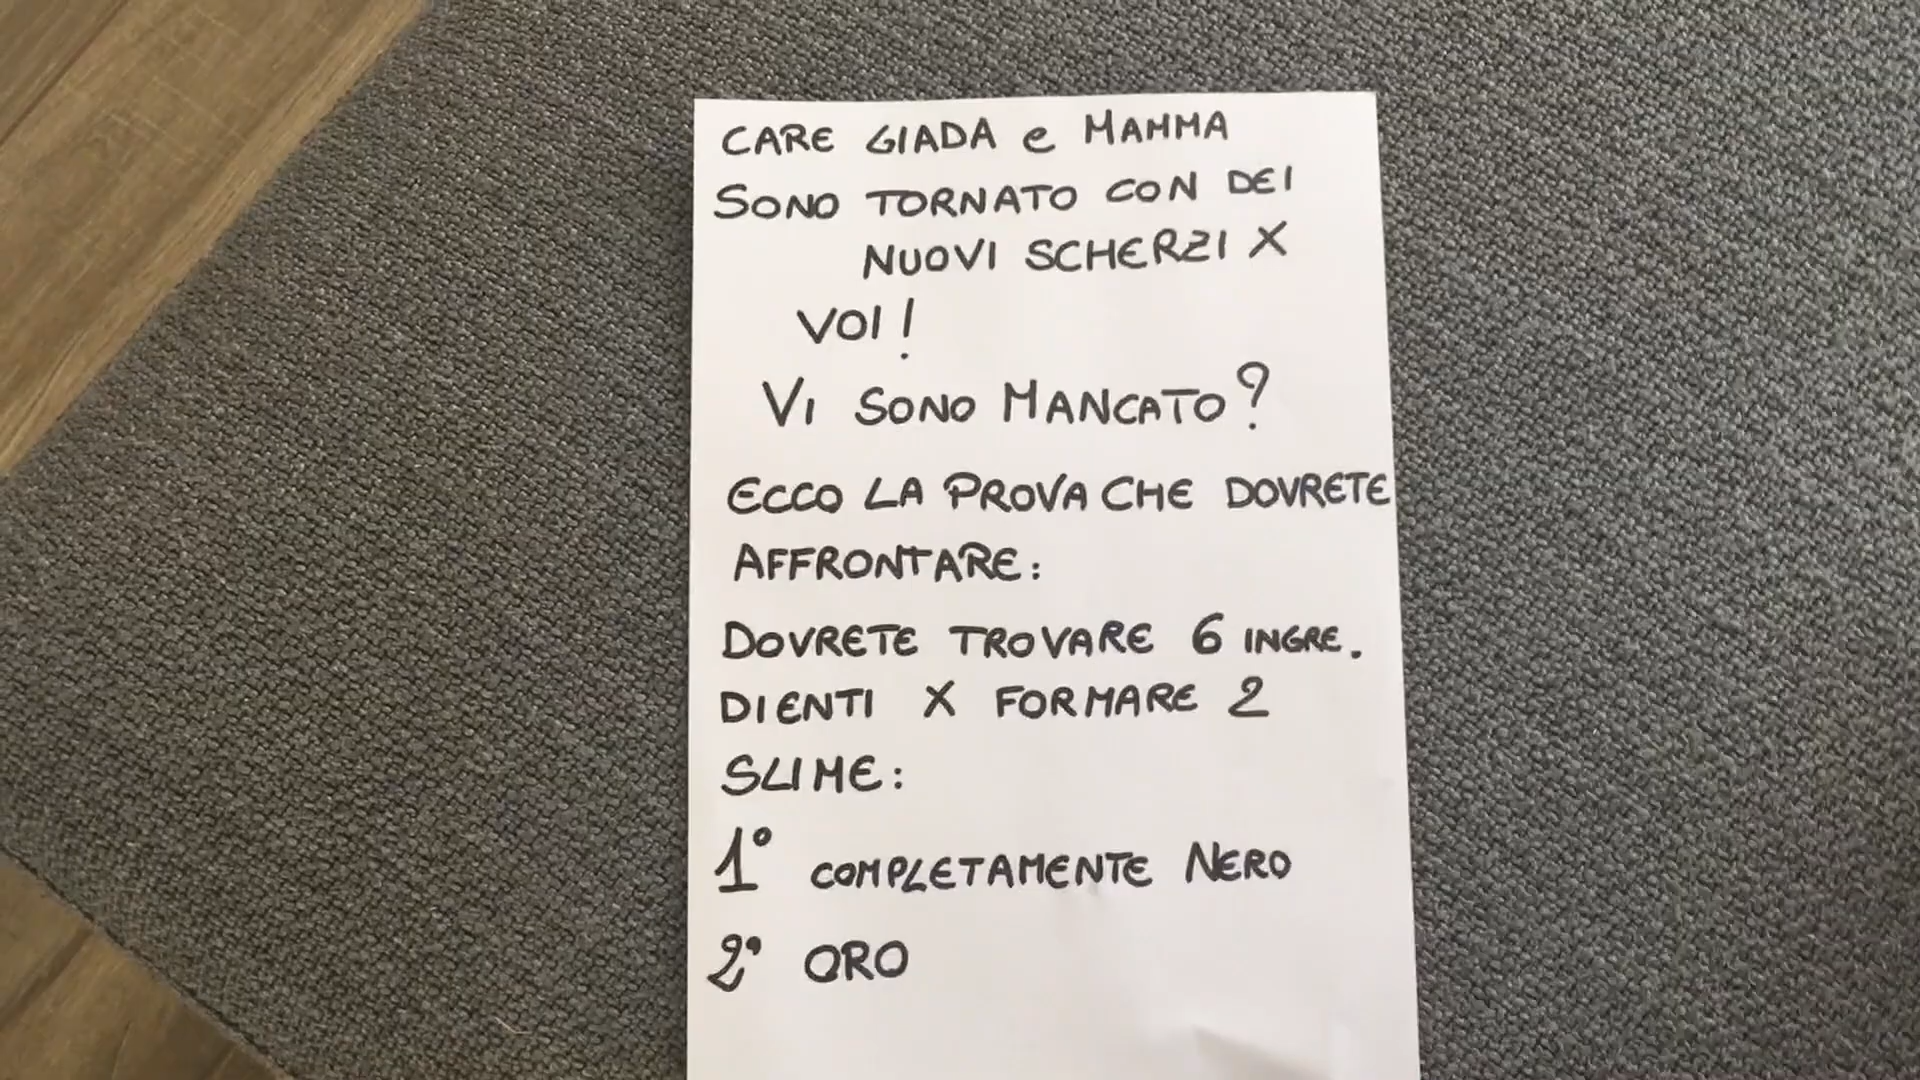 CARE GIADA e MAMMA
SONO TORNATO CON DEI
NUOVI SCHERZI X
VOI!
VI SONO MANCATO?
ECCO LA PROVA CHE DOVRETE
AFFRONTARE:
DOVRETE TROVARE 6 INGRE.
DIENTI X FORMARE 2
SLIME:
1° COMPLETAMENTE NERO
2° ORO